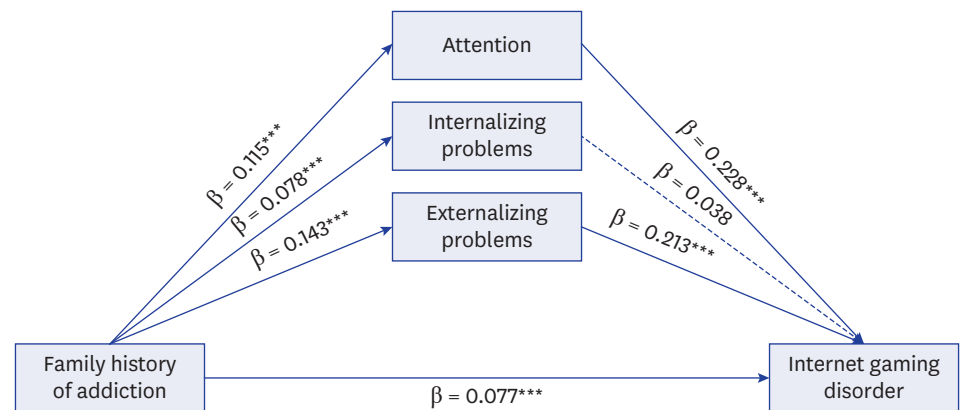 Attention
Internalizing
problems
Externalizing
problems
β = 0.115***
β = 0.078***
β = 0.143***
β = 0.228***
β = 0.038
β = 0.213***
Family history
of addiction
Internet gaming
disorder
β = 0.077***